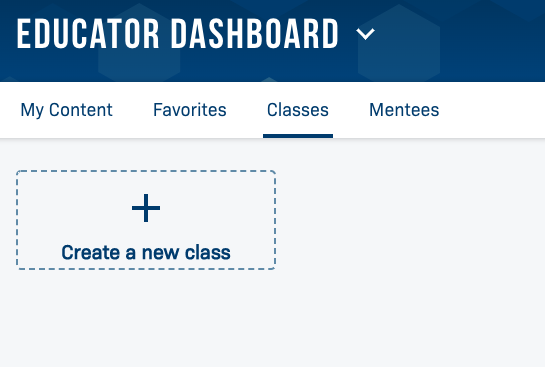 EDUCATOR DASHBOARD
My Content Favorites Classes Mentees
Create a new class